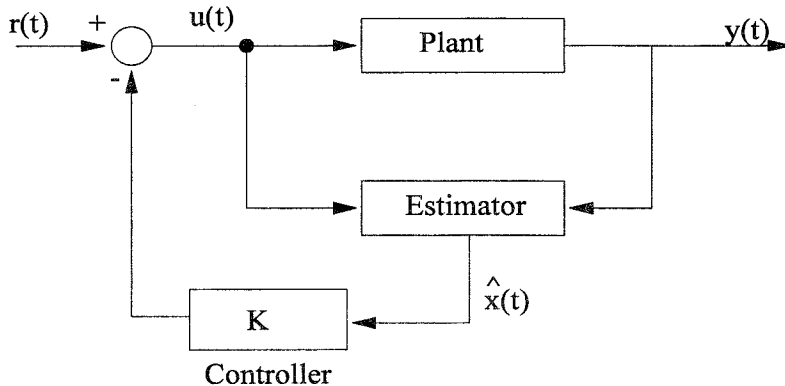 r(t)
+
u(t)
Plant
y(t)
-
Estimator
x̂(t)
K
Controller